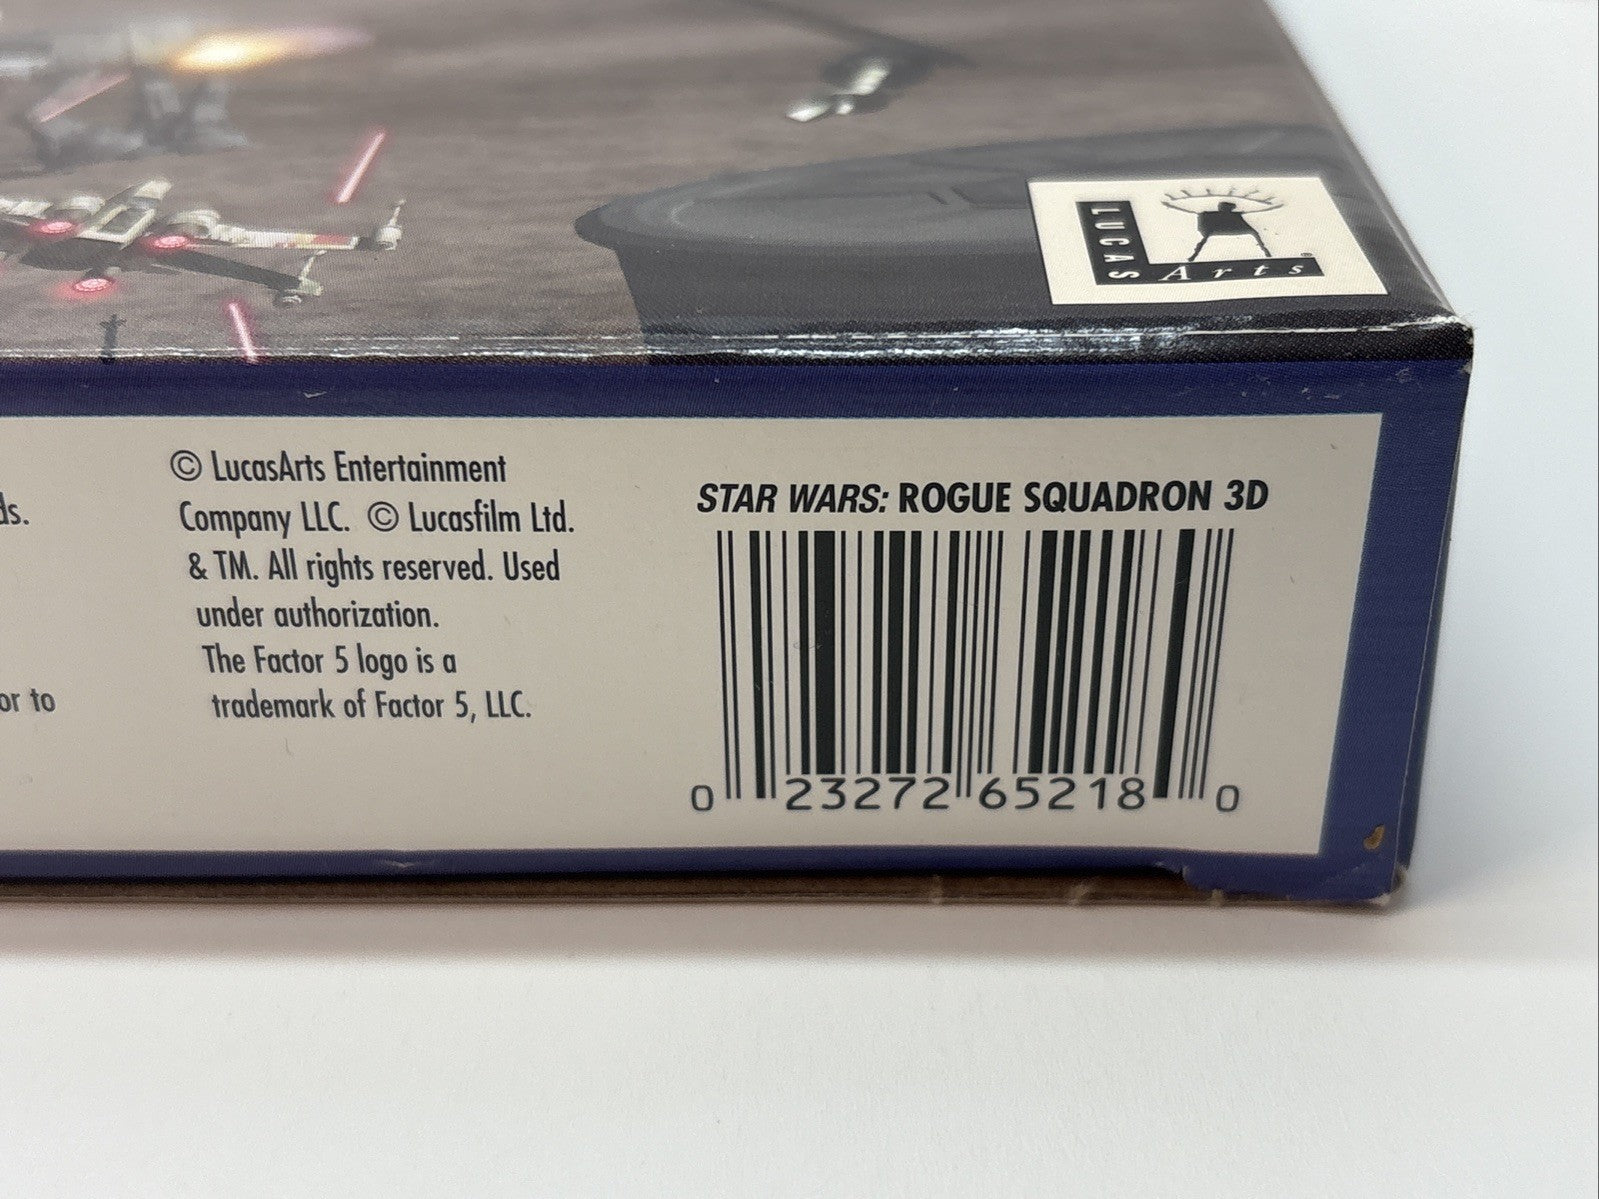 LUCAS
Arts®
ds.
or to
© LucasArts Entertainment
Company LLC. © Lucasfilm Ltd.
& TM. All rights reserved. Used
under authorization.
The Factor 5 logo is a
trademark of Factor 5, LLC.
STAR WARS: ROGUE SQUADRON 3D
0 23272 65218 0